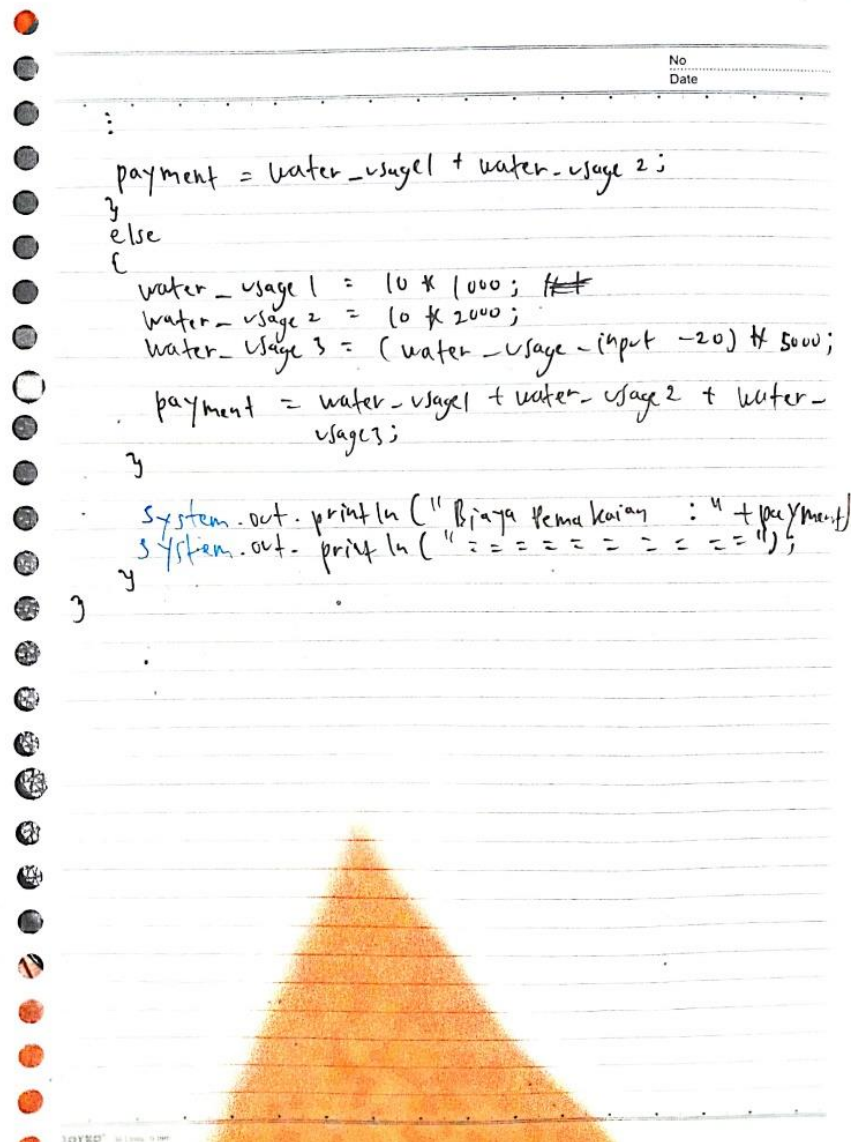 No
Date
:
payment = water_usage1 + water_usage 2;
}
else
{
water_usage 1 = 10 * 1000;
water_usage 2 = 10 * 2000;
water_usage 3 = (water_usage_input -20) * 5000;
payment = water_usage1 + water_usage 2 + water_
usage3;
}
System.out.println ("Biaya Pemakaian : " + payment)
System.out.println (" = = = = = = = = = =");
}
}